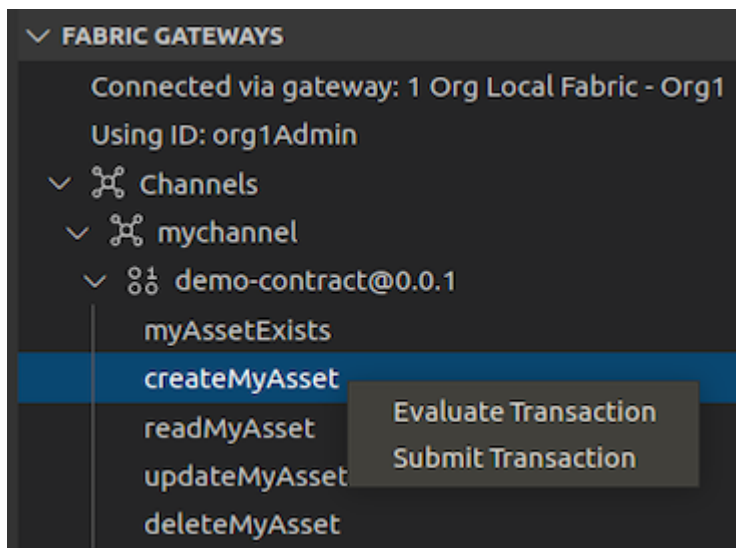 FABRIC GATEWAYS
Connected via gateway: 1 Org Local Fabric - Org1
Using ID: org1Admin
Channels
mychannel
demo-contract@0.0.1
myAssetExists
createMyAsset
Evaluate Transaction
readMyAsset
Submit Transaction
updateMyAsset
deleteMyAsset